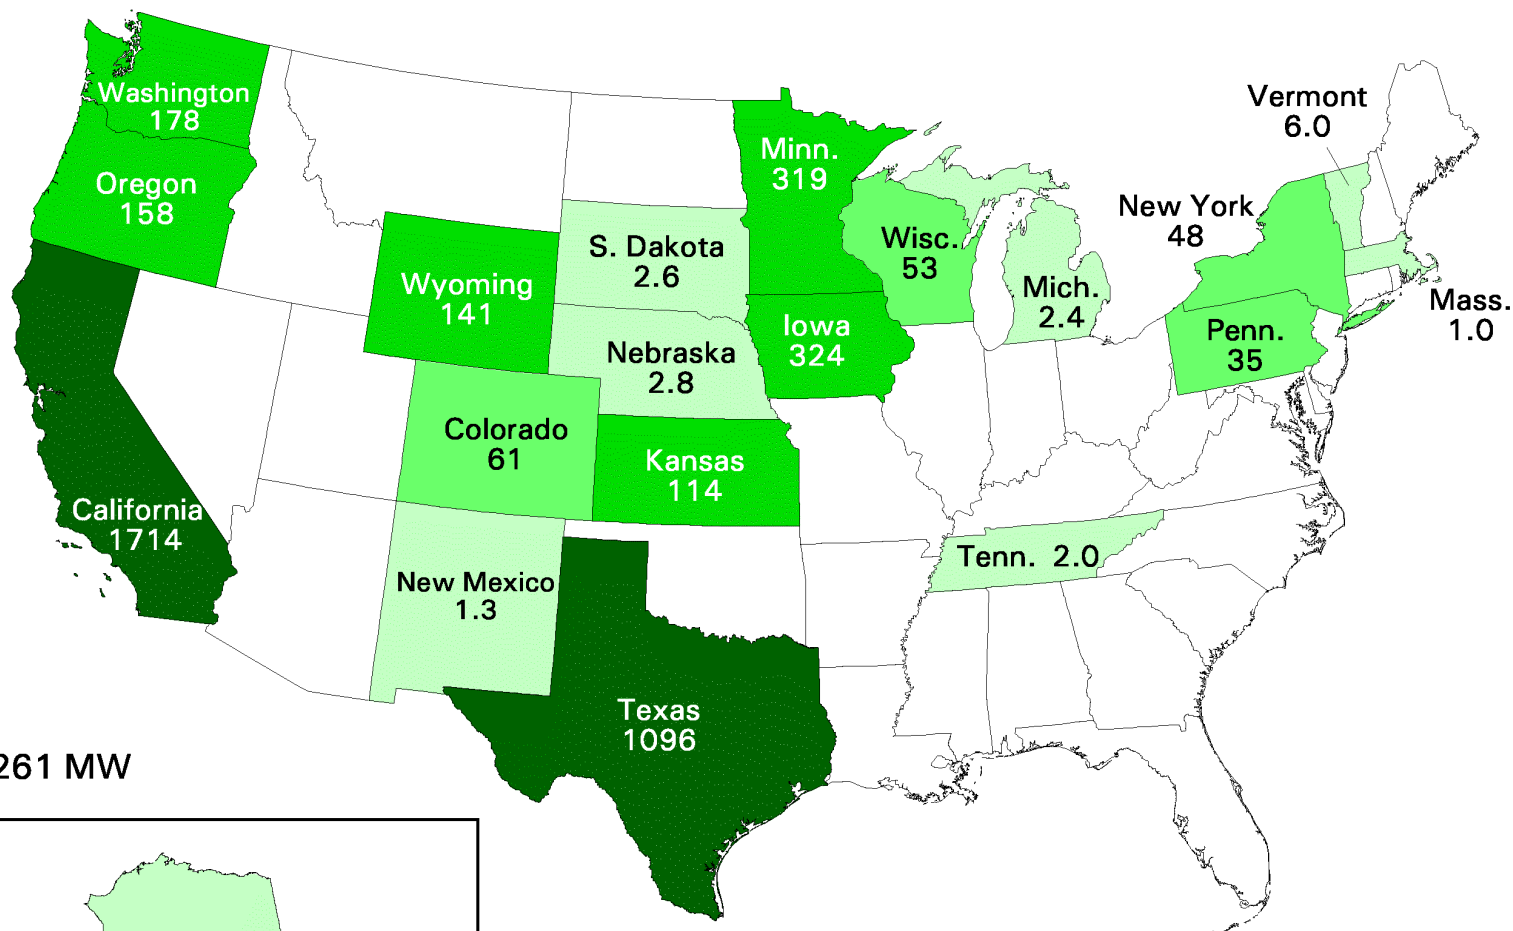 Washington
178
Oregon
158
California
1714
Wyoming
141
Colorado
61
New Mexico
1.3
S. Dakota
2.6
Nebraska
2.8
Kansas
114
Texas
1096
Minn.
319
Iowa
324
Wisc.
53
Mich.
2.4
Tenn. 2.0
Vermont
6.0
New York
48
Penn.
35
Mass.
1.0
261 MW